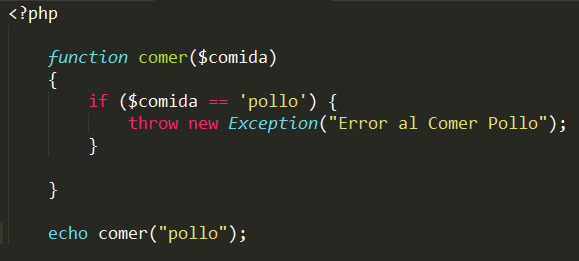 <?php
function comer($comida)
{
if ($comida == 'pollo') {
throw new Exception("Error al Comer Pollo");
}
}
echo comer("pollo");